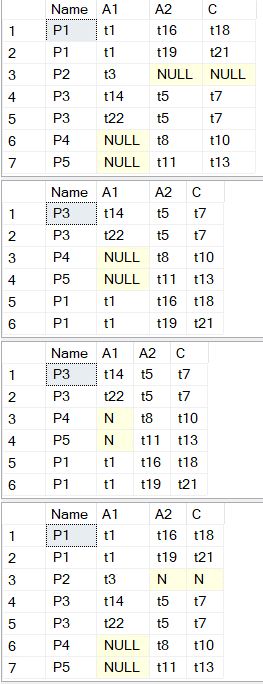 Name A1 A2 C
1 P1 t1 t16 t18
2 P1 t1 t19 t21
3 P2 t3 NULL NULL
4 P3 t14 t5 t7
5 P3 t22 t5 t7
6 P4 NULL t8 t10
7 P5 NULL t11 t13
Name A1 A2 C
1 P3 t14 t5 t7
2 P3 t22 t5 t7
3 P4 NULL t8 t10
4 P5 NULL t11 t13
5 P1 t1 t16 t18
6 P1 t1 t19 t21
Name A1 A2 C
1 P3 t14 t5 t7
2 P3 t22 t5 t7
3 P4 N t8 t10
4 P5 N t11 t13
5 P1 t1 t16 t18
6 P1 t1 t19 t21
Name A1 A2 C
1 P1 t1 t16 t18
2 P1 t1 t19 t21
3 P2 t3 N N
4 P3 t14 t5 t7
5 P3 t22 t5 t7
6 P4 NULL t8 t10
7 P5 NULL t11 t13